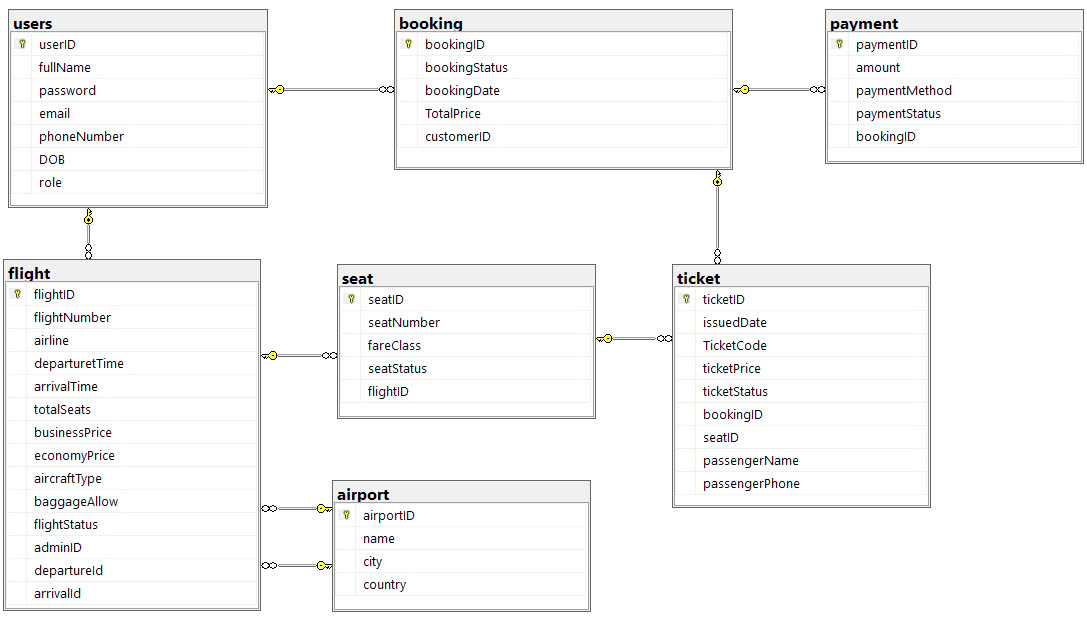 users
userID
fullName
password
email
phoneNumber
DOB
role
booking
bookingID
bookingStatus
bookingDate
TotalPrice
customerID
payment
paymentID
amount
paymentMethod
paymentStatus
bookingID
flight
flightID
flightNumber
airline
departuretTime
arrivalTime
totalSeats
businessPrice
economyPrice
aircraftType
baggageAllow
flightStatus
adminID
departureId
arrivalId
seat
seatID
seatNumber
fareClass
seatStatus
flightID
ticket
ticketID
issuedDate
TicketCode
ticketPrice
ticketStatus
bookingID
seatID
passengerName
passengerPhone
airport
airportID
name
city
country